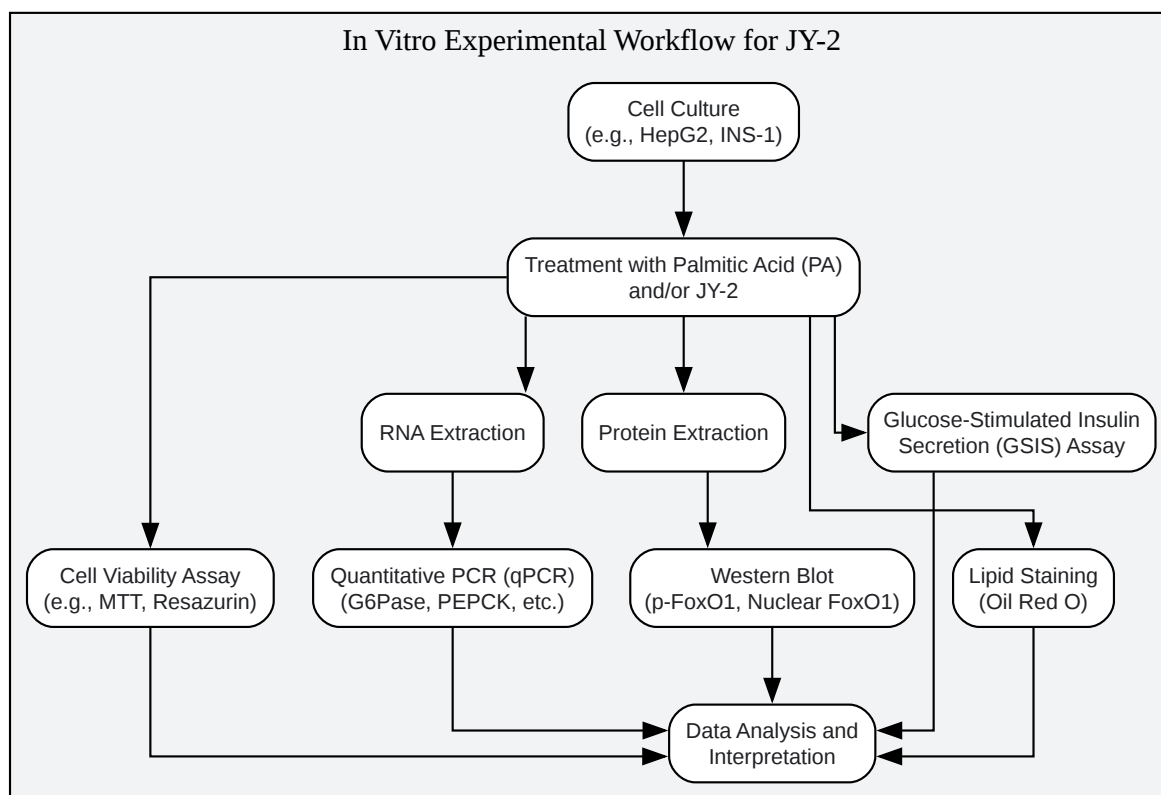 In Vitro Experimental Workflow for JY-2
Cell Culture
(e.g., HepG2, INS-1)
Treatment with Palmitic Acid (PA)
and/or JY-2
RNA Extraction
Protein Extraction
Glucose-Stimulated Insulin
Secretion (GSIS) Assay
Cell Viability Assay
(e.g., MTT, Resazurin)
Quantitative PCR (qPCR)
(G6Pase, PEPCK, etc.)
Western Blot
(p-FoxO1, Nuclear FoxO1)
Lipid Staining
(Oil Red O)
Data Analysis and
Interpretation